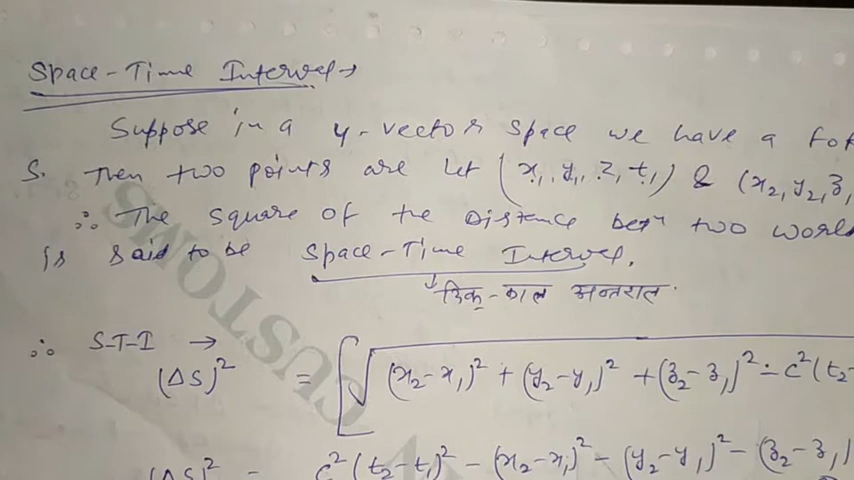 Space-Time Interval →
Suppose in a 4-vector space we have a
S. Then two points are let (x₁, y₁, z, t₁) & (x₂, y₂, z,
∴ The square of the Distance betⁿ two world
is said to be Space-Time Interval.
↓ दिक्-काल अन्तराल.
∴ S-T-I →
(ΔS)² = [√(x₂-x₁)² + (y₂-y₁)² + (z₂-z₁)² - c²(t₂-
(ΔS)² = c²(t₂-t₁)² - (x₂-x₁)² - (y₂-y₁)² - (z₂-z₁)
CUSTOMS